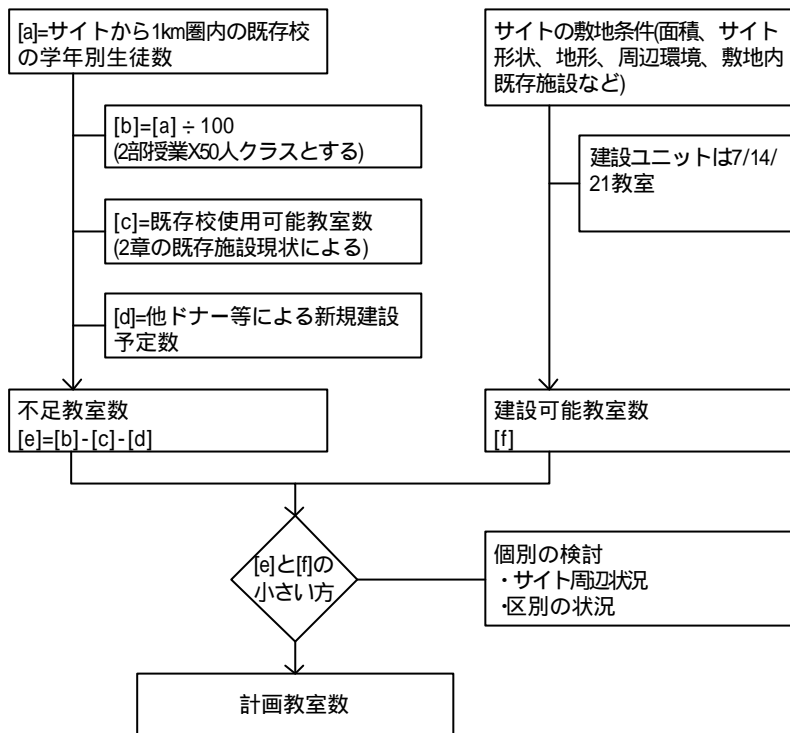 [a]=サイトから1km圏内の既存校
の学年別生徒数
[b]=[a]÷100
(2部授業X50人クラスとする)
[c]=既存校使用可能教室数
(2章の既存施設現状による)
[d]=他ドナー等による新規建設
予定数
不足教室数
[e]=[b]-[c]-[d]
サイトの敷地条件(面積、サイト
形状、地形、周辺環境、敷地内
既存施設など)
建設ユニットは7/14/
21教室
建設可能教室数
[f]
[e]と[f]の
小さい方
個別の検討
・サイト周辺状況
・区別の状況
計画教室数